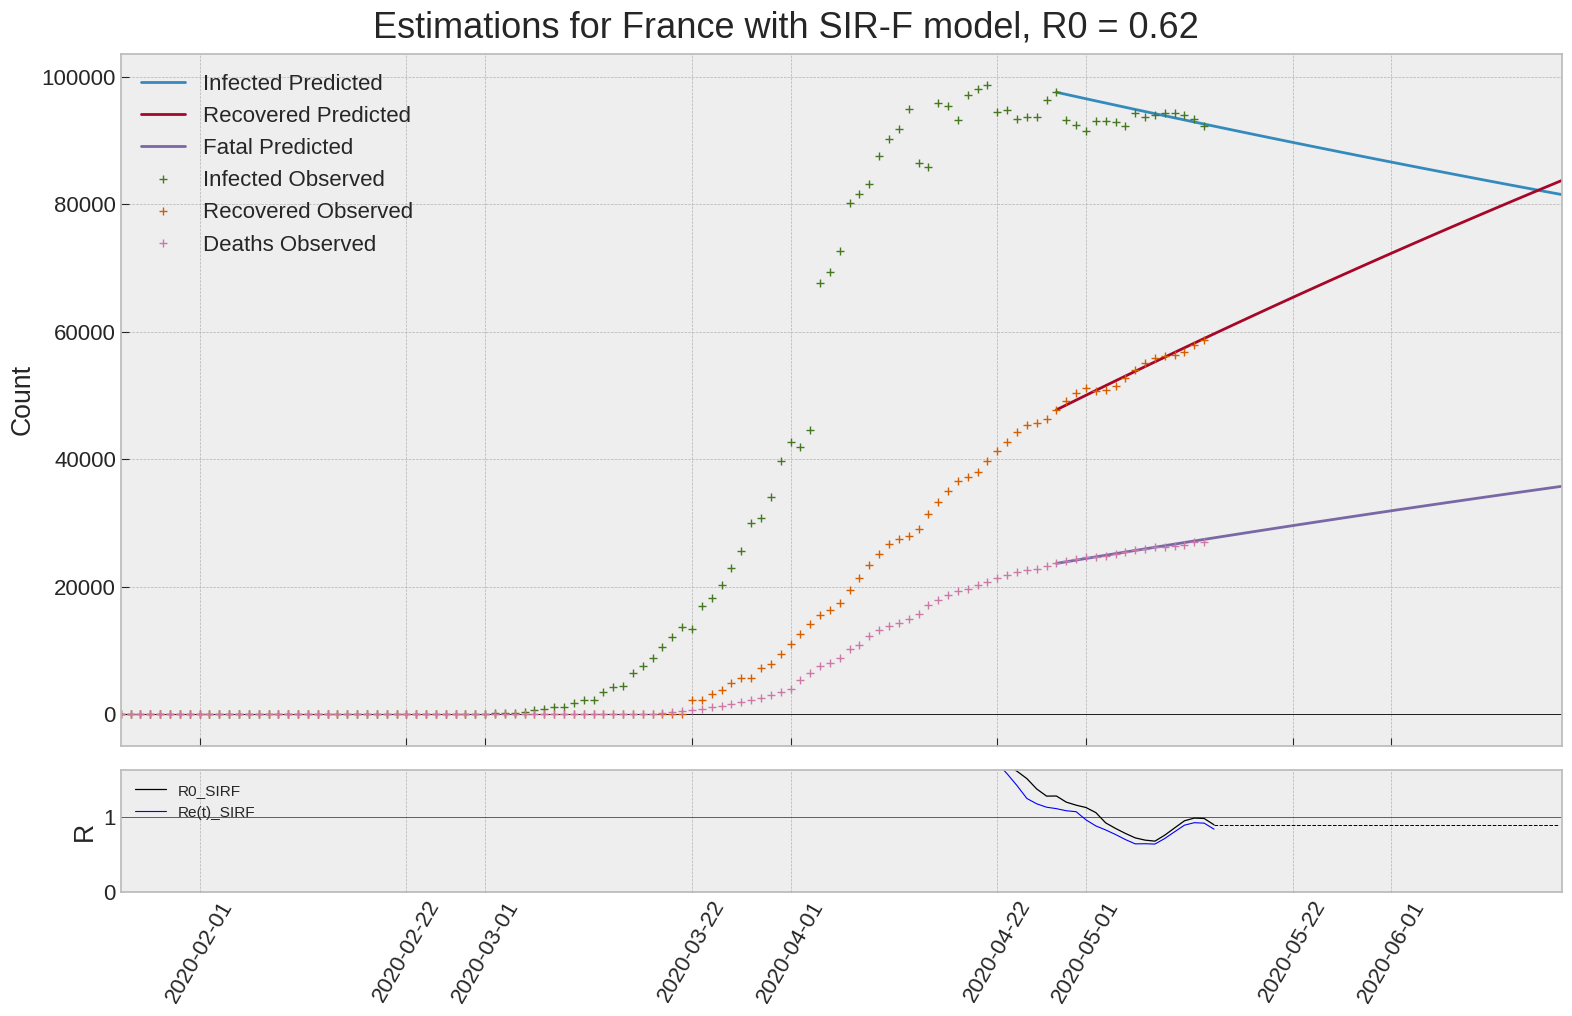 Estimations for France with SIR-F model, R0 = 0.62
Count
100000
80000
60000
40000
20000
0
Infected Predicted
Recovered Predicted
Fatal Predicted
Infected Observed
Recovered Observed
Deaths Observed
R
1
0
R0_SIRF
Re(t)_SIRF
2020-02-01
2020-02-22
2020-03-01
2020-03-22
2020-04-01
2020-04-22
2020-05-01
2020-05-22
2020-06-01